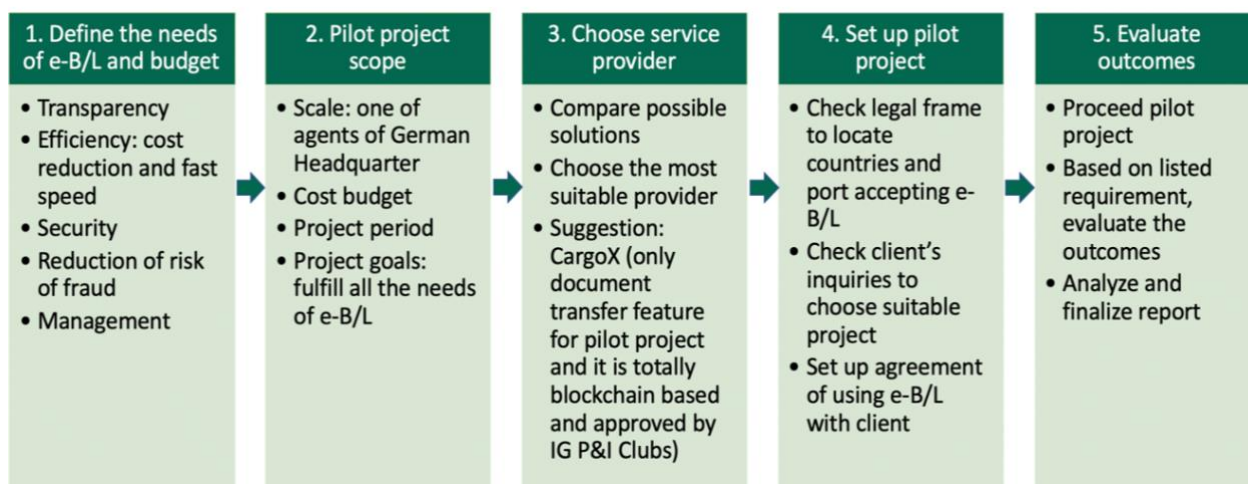 1. Define the needs
of e-B/L and budget
• Transparency
• Efficiency: cost
reduction and fast
speed
• Security
• Reduction of risk
of fraud
• Management
2. Pilot project
scope
• Scale: one of
agents of German
Headquarter
• Cost budget
• Project period
• Project goals:
fulfill all the needs
of e-B/L
3. Choose service
provider
• Compare possible
solutions
• Choose the most
suitable provider
• Suggestion:
CargoX (only
document
transfer feature
for pilot project
and it is totally
blockchain based
and approved by
IG P&I Clubs)
4. Set up pilot
project
• Check legal frame
to locate
countries and
port accepting e-
B/L
• Check client's
inquiries to
choose suitable
project
• Set up agreement
of using e-B/L
with client
5. Evaluate
outcomes
• Proceed pilot
project
• Based on listed
requirement,
evaluate the
outcomes
• Analyze and
finalize report